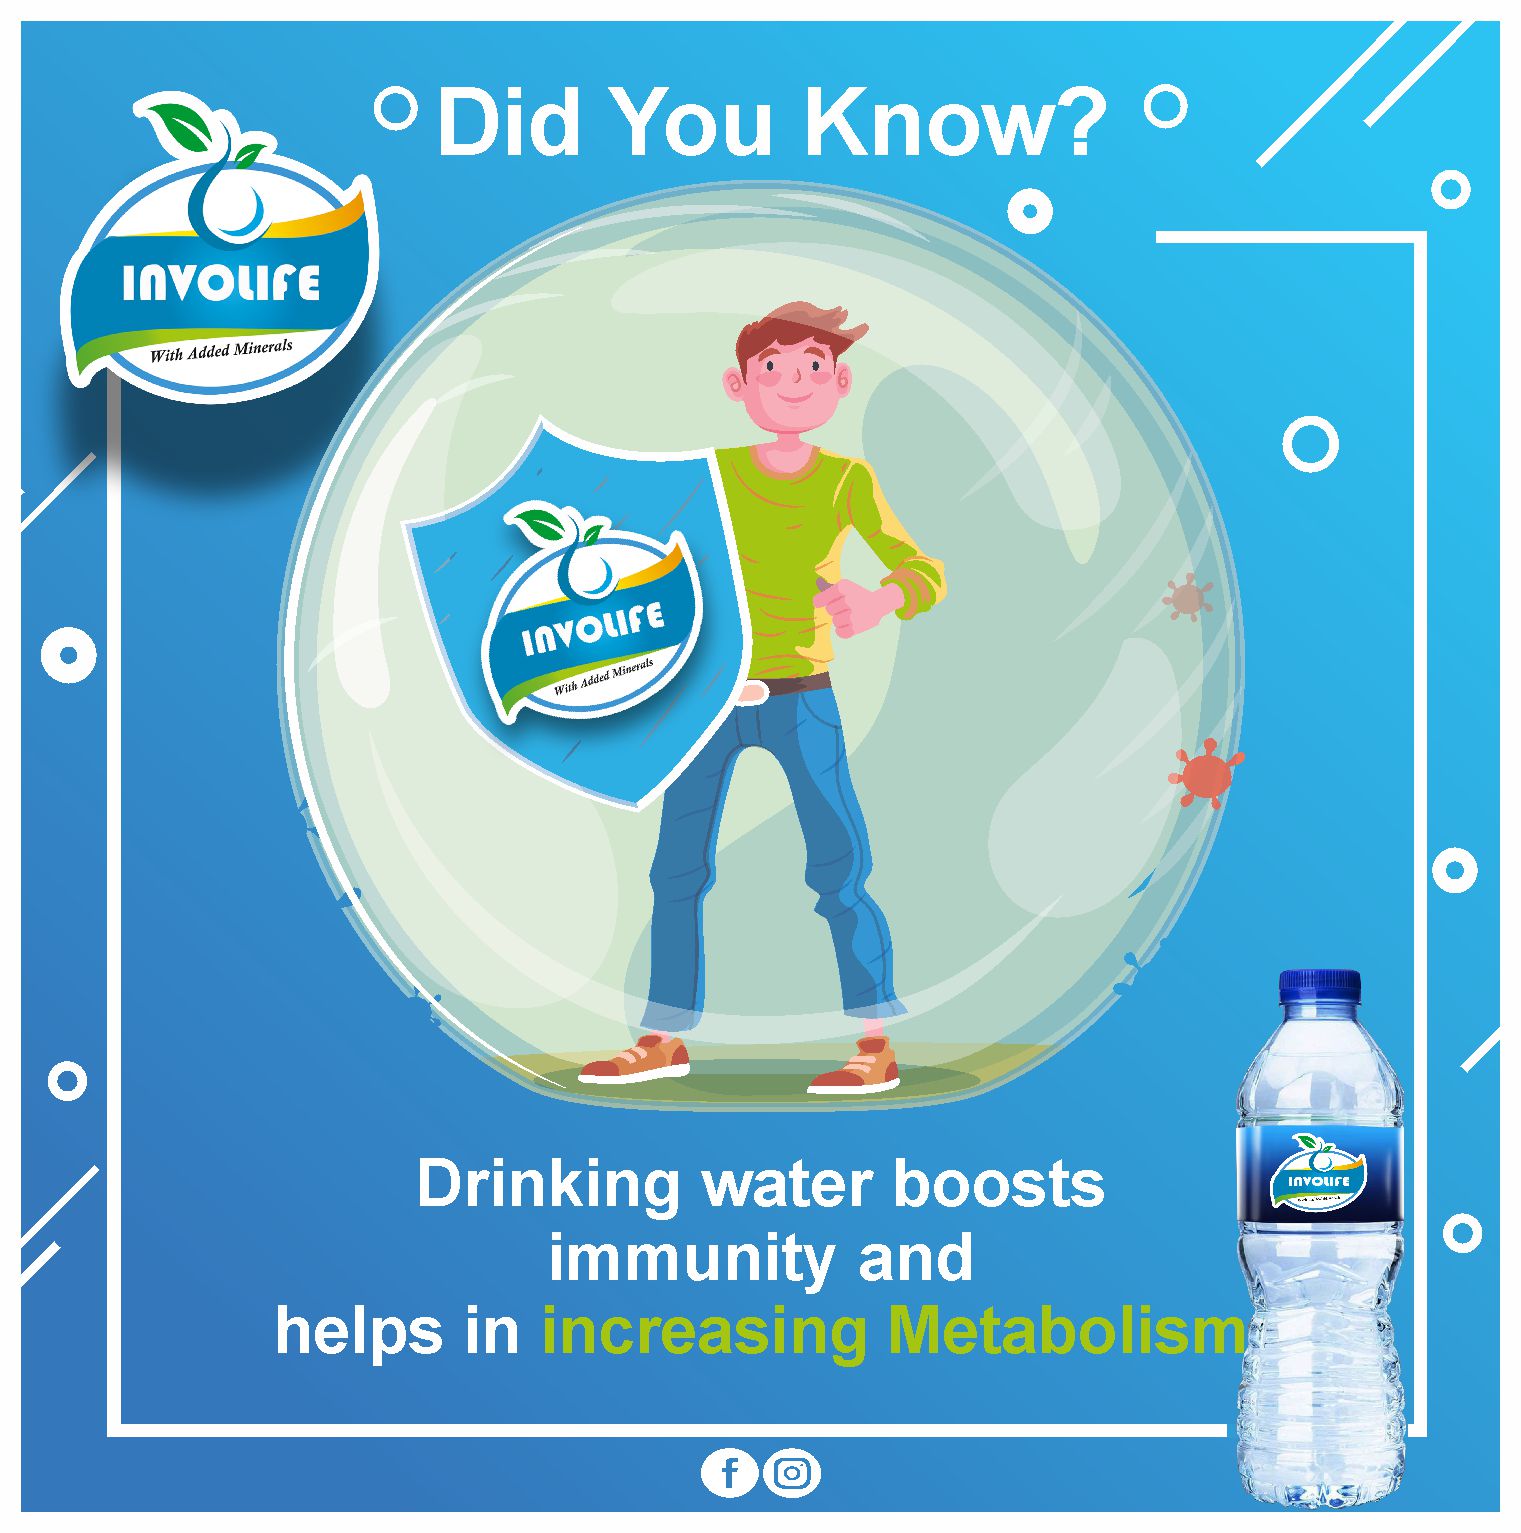 Did You Know?
INVOLIFE
With Added Minerals
INVOLIFE
With Added Minerals
Drinking water boosts
immunity and
helps in increasing Metabolism
INVOLIFE